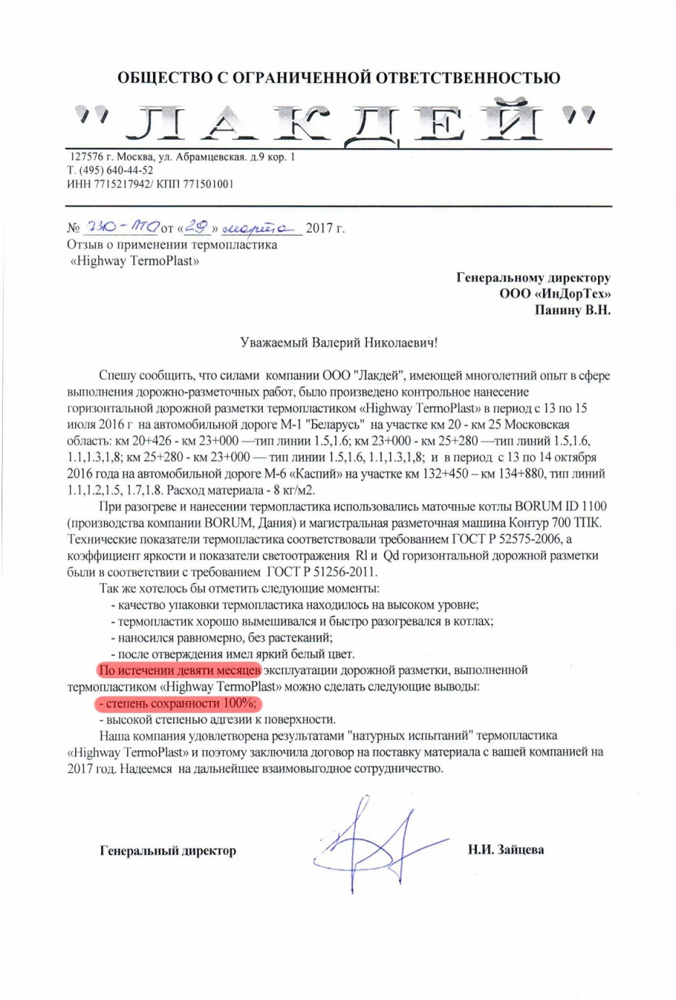 ОБЩЕСТВО С ОГРАНИЧЕННОЙ ОТВЕТСТВЕННОСТЬЮ
"ЛАКДЕЙ"
127576 г. Москва, ул. Абрамцевская. д.9 кор. 1
Т. (495) 640-44-52
ИНН 7715217942/ КПП 771501001
№ 730-ЛТО от «29» марта 2017 г.
Отзыв о применении термопластика
«Highway TermoPlast»
Генеральному директору
ООО «ИнДорТех»
Панину В.Н.
Уважаемый Валерий Николаевич!
Спешу сообщить, что силами компании ООО "Лакдей", имеющей многолетний опыт в сфере
выполнения дорожно-разметочных работ, было произведено контрольное нанесение
горизонтальной дорожной разметки термопластиком «Highway TermoPlast» в период с 13 по 15
июля 2016 г на автомобильной дороге М-1 "Беларусь" на участке км 20 - км 25 Московская
область: км 20+426 - км 23+000 —тип линии 1.5,1.6; км 23+000 - км 25+280 —тип линий 1.5,1.6,
1.1,1.3,1,8; км 25+280 - км 23+000 — тип линии 1.5,1.6, 1.1,1.3,1,8; и в период с 13 по 14 октября
2016 года на автомобильной дороге М-6 «Каспий» на участке км 132+450 – км 134+880, тип линий
1.1,1.2,1.5, 1.7,1.8. Расход материала - 8 кг/м2.
При разогреве и нанесении термопластика использовались маточные котлы BORUM ID 1100
(производства компании BORUM, Дания) и магистральная разметочная машина Контур 700 ТПК.
Технические показатели термопластика соответствовали требованием ГОСТ Р 52575-2006, а
коэффициент яркости и показатели светоотражения Rl и Qd горизонтальной дорожной разметки
были в соответствии с требованием ГОСТ Р 51256-2011.
Так же хотелось бы отметить следующие моменты:
- качество упаковки термопластика находилось на высоком уровне;
- термопластик хорошо вымешивался и быстро разогревался в котлах;
- наносился равномерно, без растеканий;
- после отверждения имел яркий белый цвет.
По истечении девяти месяцев эксплуатации дорожной разметки, выполненной
термопластиком «Highway TermoPlast» можно сделать следующие выводы:
- степень сохранности 100%;
- высокой степенью адгезии к поверхности.
Наша компания удовлетворена результатами "натурных испытаний" термопластика
«Highway TermoPlast» и поэтому заключила договор на поставку материала с вашей компанией на
2017 год. Надеемся на дальнейшее взаимовыгодное сотрудничество.
Генеральный директор
Н.И. Зайцева